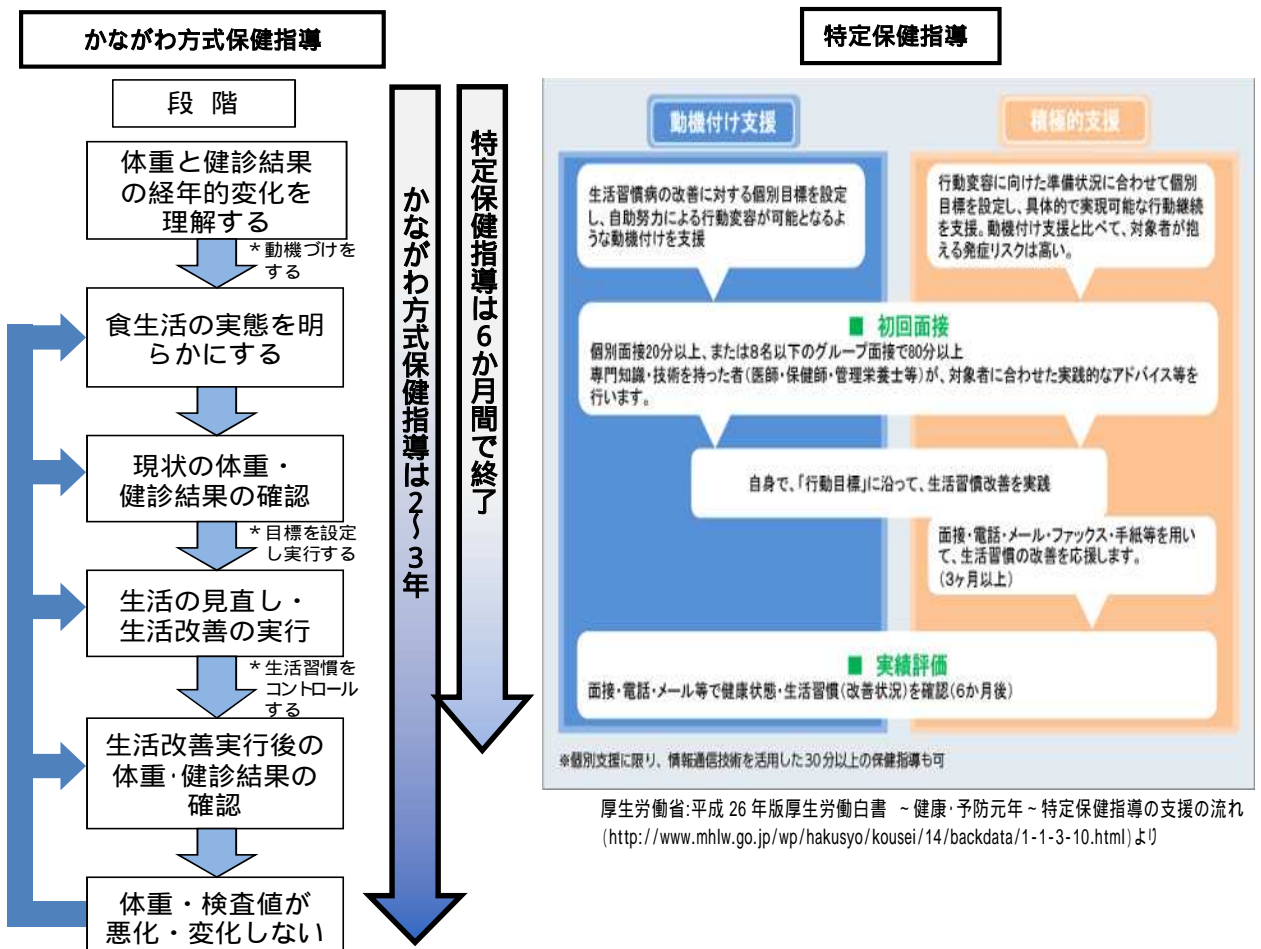 かながわ方式保健指導
段 階
体重と健診結果
の経年的変化を
理解する
*動機づけを
する
食生活の実態を明
らかにする
現状の体重・
健診結果の確認
*目標を設定
し実行する
生活の見直し・
生活改善の実行
*生活習慣を
コントロール
する
生活改善実行後の
体重・健診結果の
確認
体重・検査値が
悪化・変化しない
かながわ方式保健指導は2~3年
特定保健指導は6か月間で終了
特定保健指導
動機付け支援
積極的支援
生活習慣病の改善に対する個別目標を設定
し、自助努力による行動変容が可能となるよ
うな動機付けを支援
行動変容に向けた準備状況に合わせて個別
目標を設定し、具体的で実現可能な行動継続
を支援。動機付け支援と比べて、対象者が抱
える発症リスクは高い。
■ 初回面接
個別面接20分以上、または8名以下のグループ面接で80分以上
専門知識・技術を持った者(医師・保健師・管理栄養士等)が、対象者に合わせた実践的なアドバイス等を
行います。
自身で、「行動目標」に沿って、生活習慣改善を実践
面接・電話・メール・ファックス・手紙等を用い
て、生活習慣の改善を応援します。
(3ヶ月以上)
■ 実績評価
面接・電話・メール等で健康状態・生活習慣(改善状況)を確認(6か月後)
※個別支援に限り、情報通信技術を活用した30分以上の保健指導も可
厚生労働省:平成 26 年版厚生労働白書 ~健康・予防元年~特定保健指導の支援の流れ
(http://www.mhlw.go.jp/wp/hakusyo/kousei/14/backdata/1-1-3-10.html)より